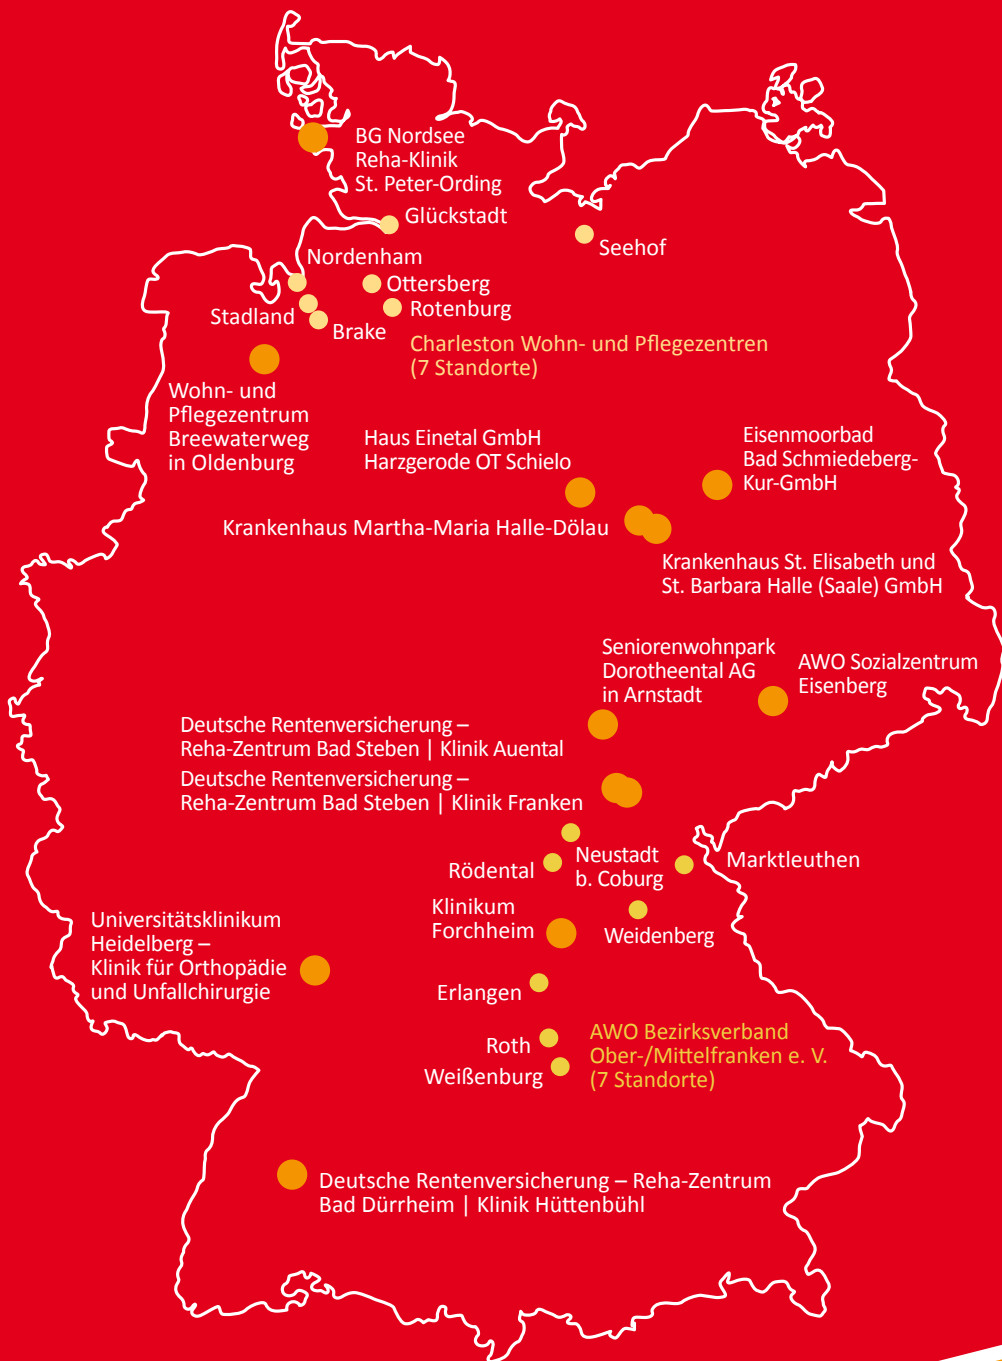 BG Nordsee
Reha-Klinik
St. Peter-Ording
Glückstadt
Seehof
Nordenham
Ottersberg
Stadland
Rotenburg
Brake
Charleston Wohn- und Pflegezentren
(7 Standorte)
Wohn- und
Pflegezentrum
Breewaterweg
in Oldenburg
Haus Einetal GmbH
Harzgerode OT Schielo
Eisenmoorbad
Bad Schmiedeberg-
Kur-GmbH
Krankenhaus Martha-Maria Halle-Dölau
Krankenhaus St. Elisabeth und
St. Barbara Halle (Saale) GmbH
Seniorenwohnpark
Dorotheental AG
in Arnstadt
AWO Sozialzentrum
Eisenberg
Deutsche Rentenversicherung –
Reha-Zentrum Bad Steben | Klinik Auental
Deutsche Rentenversicherung –
Reha-Zentrum Bad Steben | Klinik Franken
Neustadt
b. Coburg
Rödental
Marktleuthen
Klinikum
Forchheim
Weidenberg
Universitätsklinikum
Heidelberg –
Klinik für Orthopädie
und Unfallchirurgie
Erlangen
Roth
Weißenburg
AWO Bezirksverband
Ober-/Mittelfranken e. V.
(7 Standorte)
Deutsche Rentenversicherung – Reha-Zentrum
Bad Dürrheim | Klinik Hüttenbühl